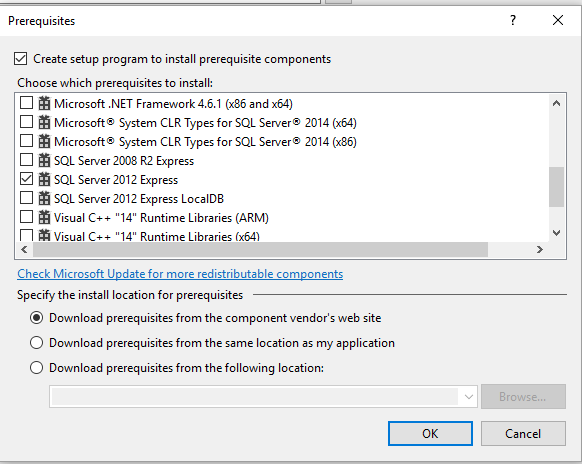 Prerequisites
Create setup program to install prerequisite components
Choose which prerequisites to install:
Microsoft .NET Framework 4.6.1 (x86 and x64)
Microsoft® System CLR Types for SQL Server® 2014 (x64)
Microsoft® System CLR Types for SQL Server® 2014 (x86)
SQL Server 2008 R2 Express
SQL Server 2012 Express
SQL Server 2012 Express LocalDB
Visual C++ "14" Runtime Libraries (ARM)
Visual C++ "14" Runtime Libraries (x64)
Check Microsoft Update for more redistributable components
Specify the install location for prerequisites
Download prerequisites from the component vendor's web site
Download prerequisites from the same location as my application
Download prerequisites from the following location:
Browse...
OK Cancel